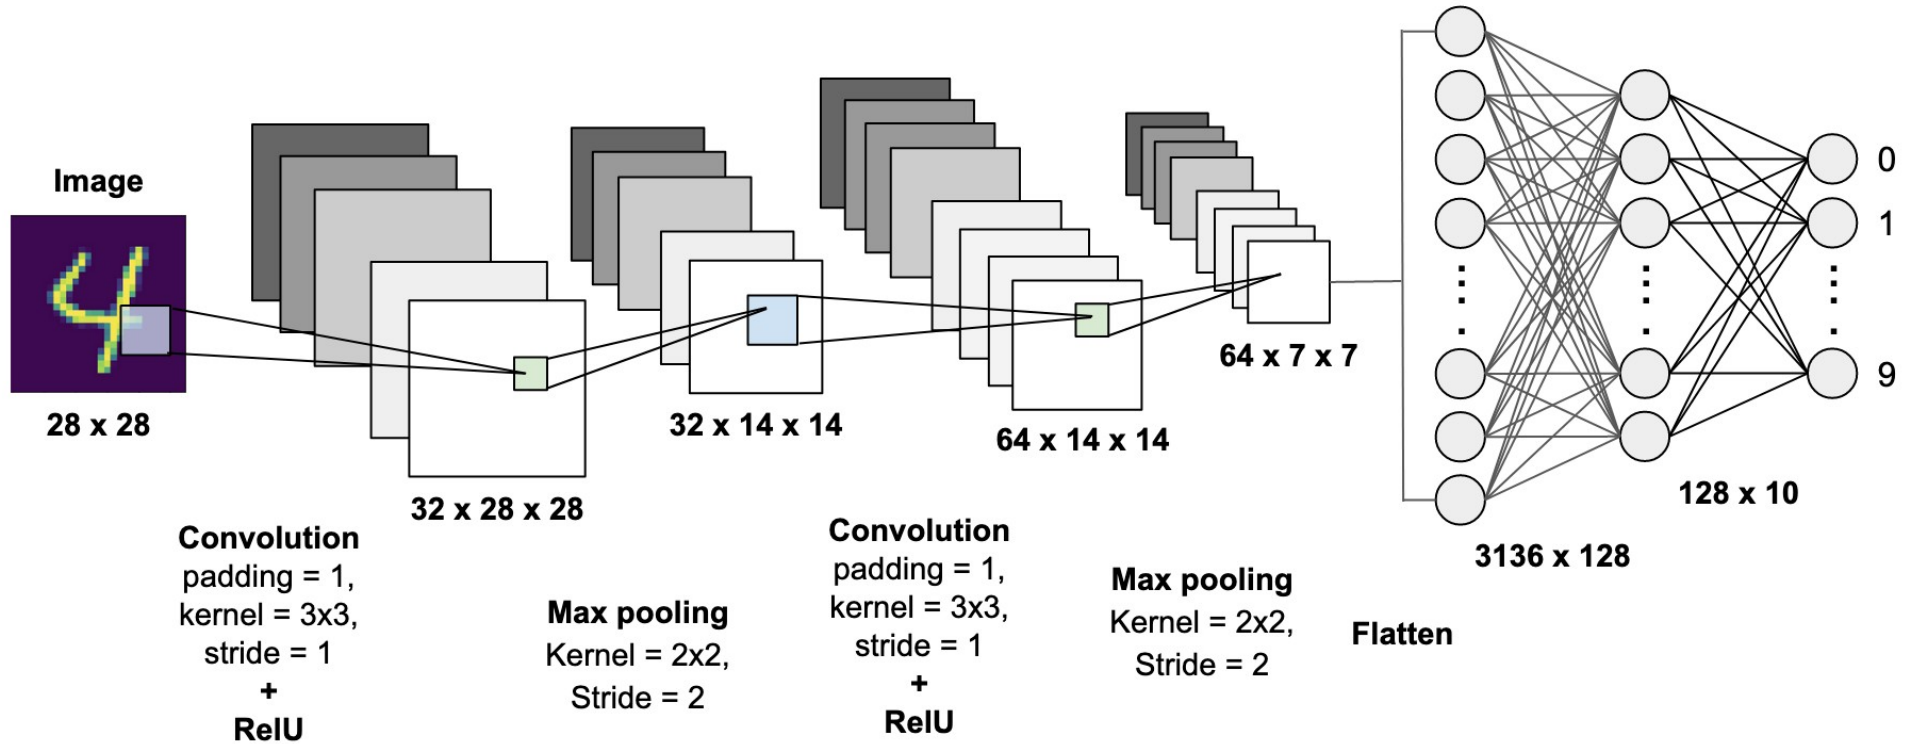 Image
28 x 28
Convolution
padding = 1,
kernel = 3x3,
stride = 1
+
RelU
32 x 28 x 28
Max pooling
Kernel = 2x2,
Stride = 2
32 x 14 x 14
Convolution
padding = 1,
kernel = 3x3,
stride = 1
+
RelU
64 x 14 x 14
Max pooling
Kernel = 2x2,
Stride = 2
64 x 7 x 7
Flatten
3136 x 128
128 x 10
0
1
9